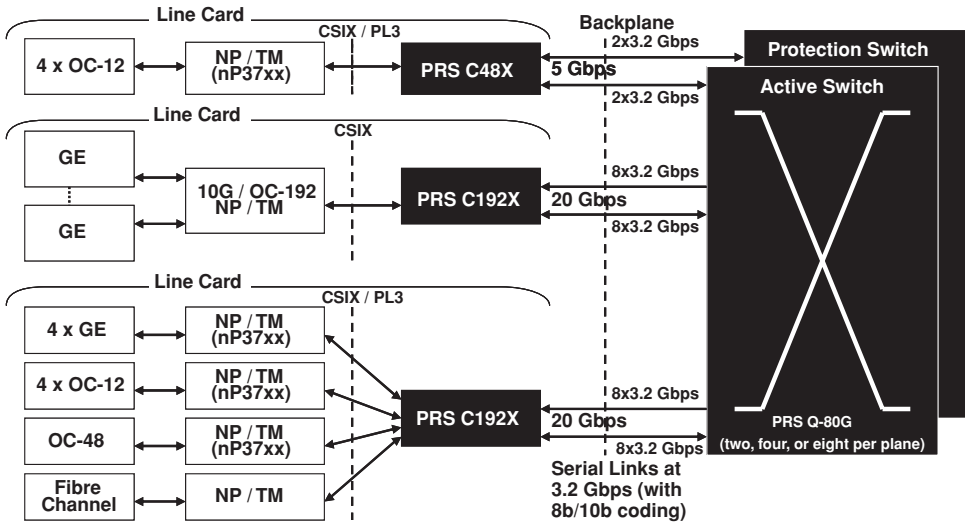 Line Card
CSIX / PL3
Backplane
4 x OC-12
NP / TM
(nP37xx)
PRS C48X
2x3.2 Gbps
5 Gbps
2x3.2 Gbps
Protection Switch
Active Switch
Line Card
CSIX
GE
GE
10G / OC-192
NP / TM
PRS C192X
8x3.2 Gbps
20 Gbps
8x3.2 Gbps
Line Card
CSIX / PL3
4 x GE
NP / TM
(nP37xx)
4 x OC-12
NP / TM
(nP37xx)
OC-48
NP / TM
(nP37xx)
Fibre
Channel
NP / TM
PRS C192X
8x3.2 Gbps
20 Gbps
8x3.2 Gbps
PRS Q-80G
(two, four, or eight per plane)
Serial Links at
3.2 Gbps (with
8b/10b coding)